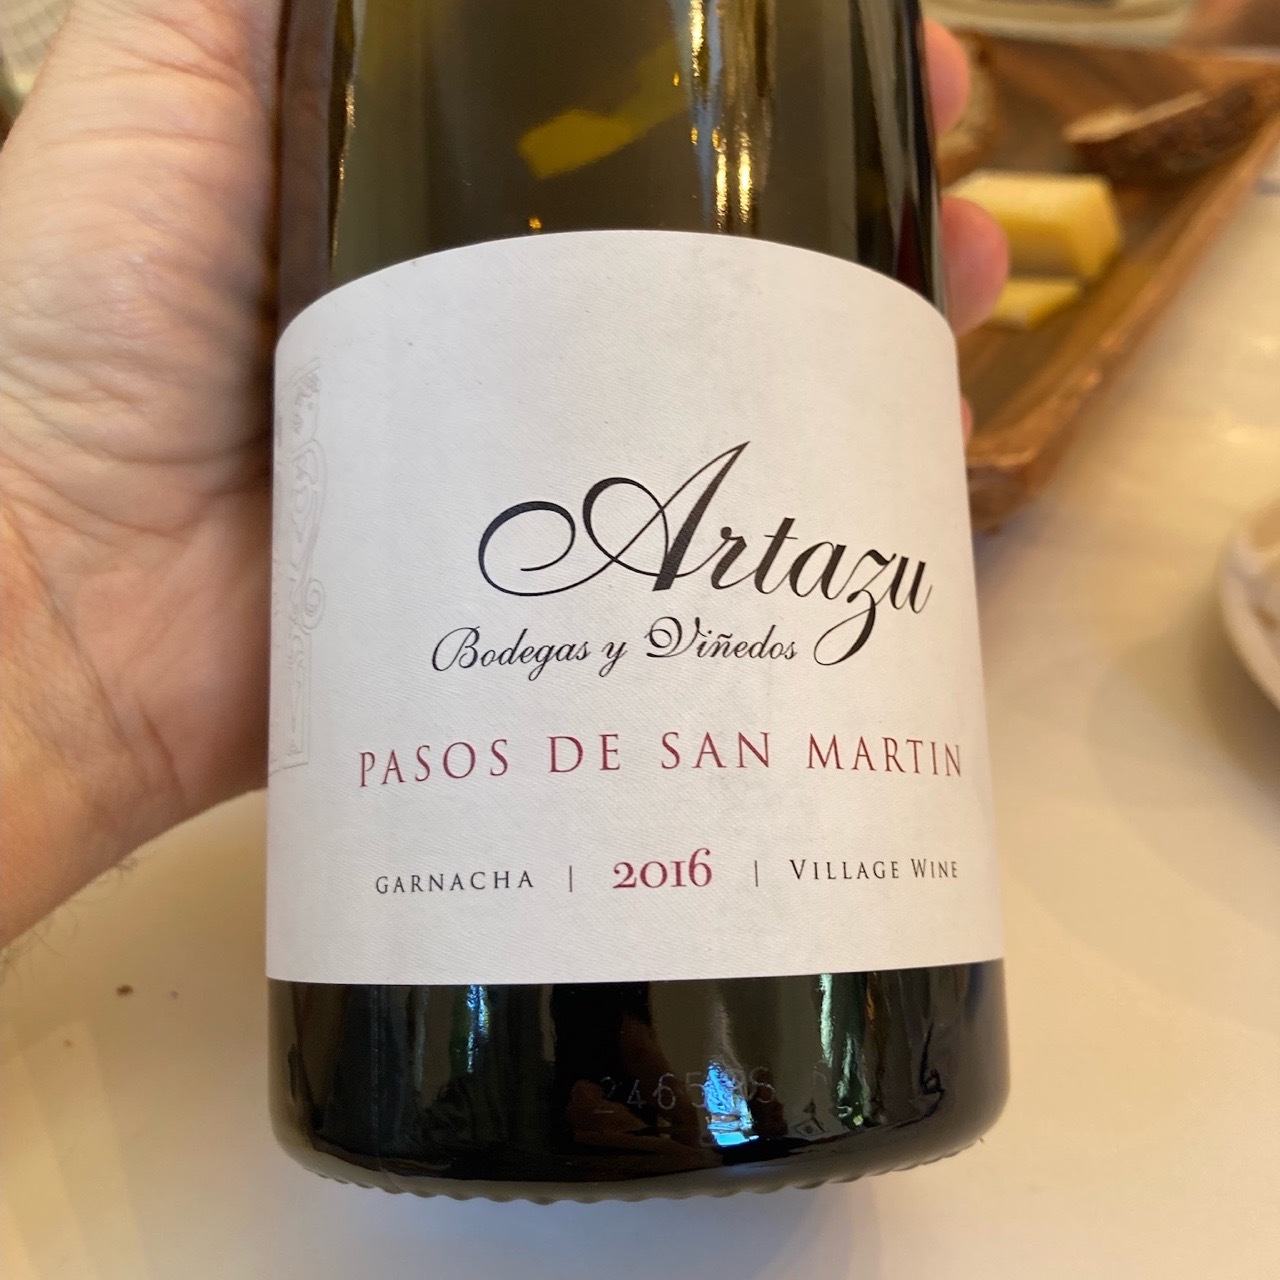 Artazu
Bodegas y Viñedos
PASOS DE SAN MARTIN
GARNACHA | 2016 | VILLAGE WINE